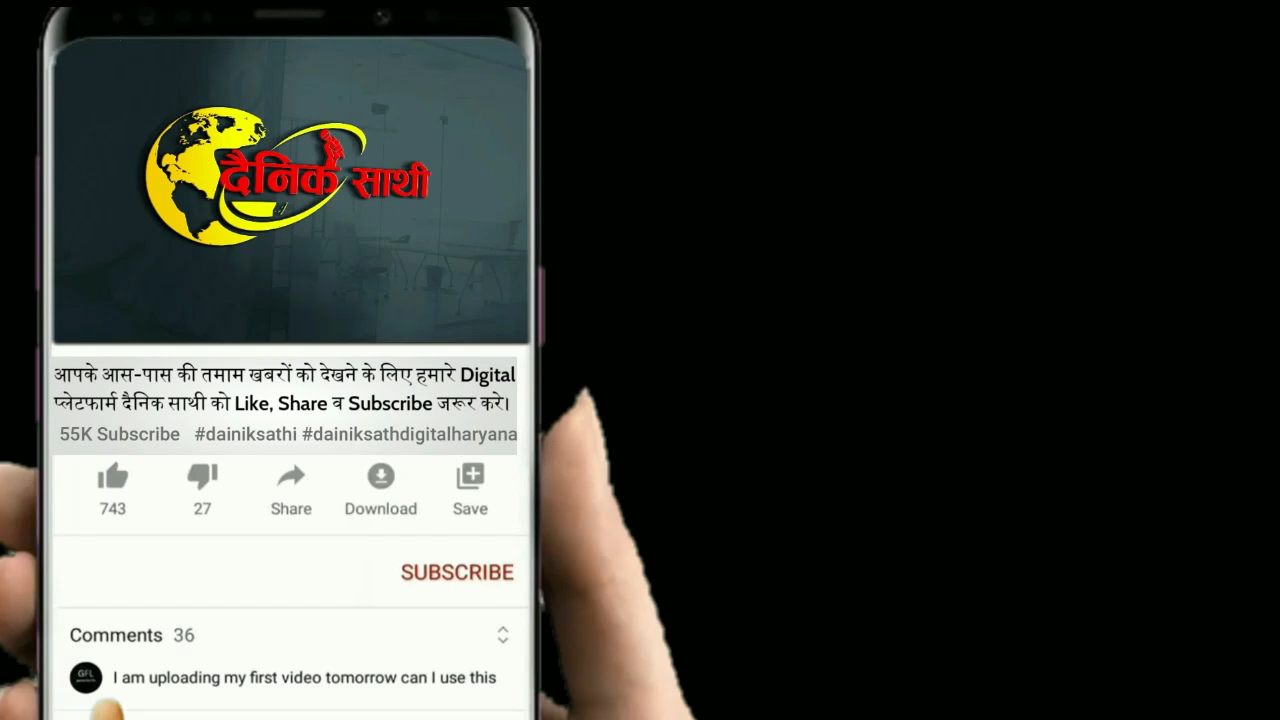 दैनिक साथी
आपके आस-पास की तमाम खबरों को देखने के लिए हमारे Digital
प्लेटफार्म दैनिक साथी को Like, Share व Subscribe जरूर करे।
55K Subscribe #dainiksathi #dainiksathdigitalharyana
743 27 Share Download Save
SUBSCRIBE
Comments 36
GFL
I am uploading my first video tomorrow can I use this